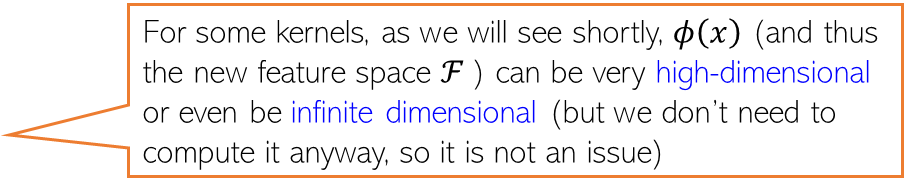 For some kernels, as we will see shortly, 𝝓(𝒙) (and thus
the new feature space 𝓕 ) can be very high-dimensional
or even be infinite dimensional (but we don't need to
compute it anyway, so it is not an issue)